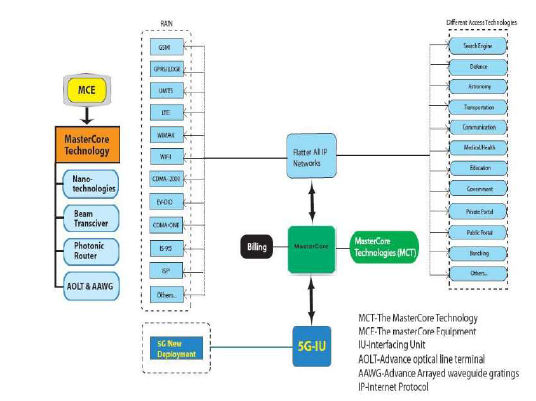 RAN
Different Access Technologies
MCE
MasterCore
Technology
Nano-
technologies
Beam
Transciver
Photonic
Router
AOLT & AAWG
GSM
GPRS/EDGE
UMTS
LTE
WIMAX
WIFII
CDMA-2000
EV-DO
CDMA-ONE
IS-95
ISP
Others...
Flatter All IP
Networks
Billing
MasterCore
MasterCore
Technologies (MCT)
5G New
Deployment
5G-IU
Search Engine
Defence
Astronomy
Transportation
Communication
Medical/Health
Education
Government
Private Portal
Public Portal
Banking
Others...
MCT-The MasterCore Technology
MCE-The masterCore Equipment
IU-Interfacing Unit
AOLT-Advance optical line terminal
AAWG-Advance Arrayed waveguide gratings
IP-Internet Protocol